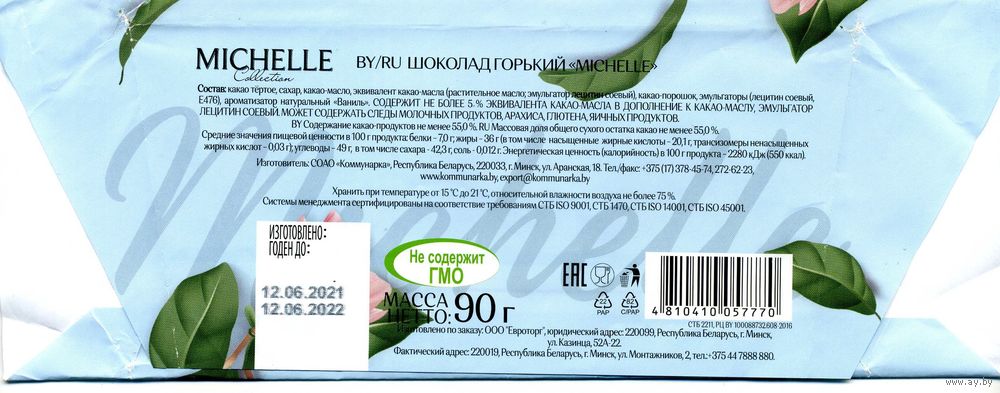 MICHELLE
Collection
BY/RU ШОКОЛАД ГОРЬКИЙ «MICHELLE»
Состав: какао тёртое, сахар, какао-масло, эквивалент какао-масла (растительное масло; эмульгатор лецитин соевый), какао-порошок, эмульгаторы (лецитин соевый,
Е476), ароматизатор натуральный «Ваниль». СОДЕРЖИТ НЕ БОЛЕЕ 5 % ЭКВИВАЛЕНТА КАКАО-МАСЛА В ДОПОЛНЕНИЕ К КАКАО-МАСЛУ, ЭМУЛЬГАТОР
ЛЕЦИТИН СОЕВЫЙ. МОЖЕТ СОДЕРЖАТЬ СЛЕДЫ МОЛОЧНЫХ ПРОДУКТОВ, АРАХИСА, ГЛЮТЕНА, ЯИЧНЫХ ПРОДУКТОВ.
BY Содержание какао-продуктов не менее 55,0 %. RU Массовая доля общего сухого остатка какао не менее 55,0 %.
Средние значения пищевой ценности в 100 г продукта: белки - 7,0 г; жиры - 36 г (в том числе насыщенные жирные кислоты - 20,1 г, трансизомеры ненасыщенных
жирных кислот - 0,03 г); углеводы - 49 г, в том числе сахара - 42,3 г, соль - 0,012 г. Энергетическая ценность (калорийность) в 100 г продукта - 2280 кДж (550 ккал).
Изготовитель: СОАО «Коммунарка», Республика Беларусь, 220033, г. Минск, ул. Аранская, 18. Тел./факс: +375 (17) 378-45-74, 272-62-23,
www.kommunarka.by, export@kommunarka.by
Хранить при температуре от 15 °С до 21 °С, относительной влажности воздуха не более 75 %.
Системы менеджмента сертифицированы на соответствие требованиям СТБ ISO 9001, СТБ 1470, СТБ ISO 14001, СТБ ISO 45001.
Michelle
ИЗГОТОВЛЕНО:
ГОДЕН ДО:
12.06.2021
12.06.2022
Не содержит
ГМО
МАССА
НЕТТО: 90 г
EAC
22
PAP
82
C/PAP
4 810410 057770
СТБ 2211, РЦ BY 100088732.608 2016
Изготовлено по заказу: ООО "Евроторг", юридический адрес: 220099, Республика Беларусь, г. Минск,
ул. Казинца, 52А-22.
Фактический адрес: 220019, Республика Беларусь, г. Минск, ул. Монтажников, 2, тел.:+375 44 7888 880.
www.ay.by